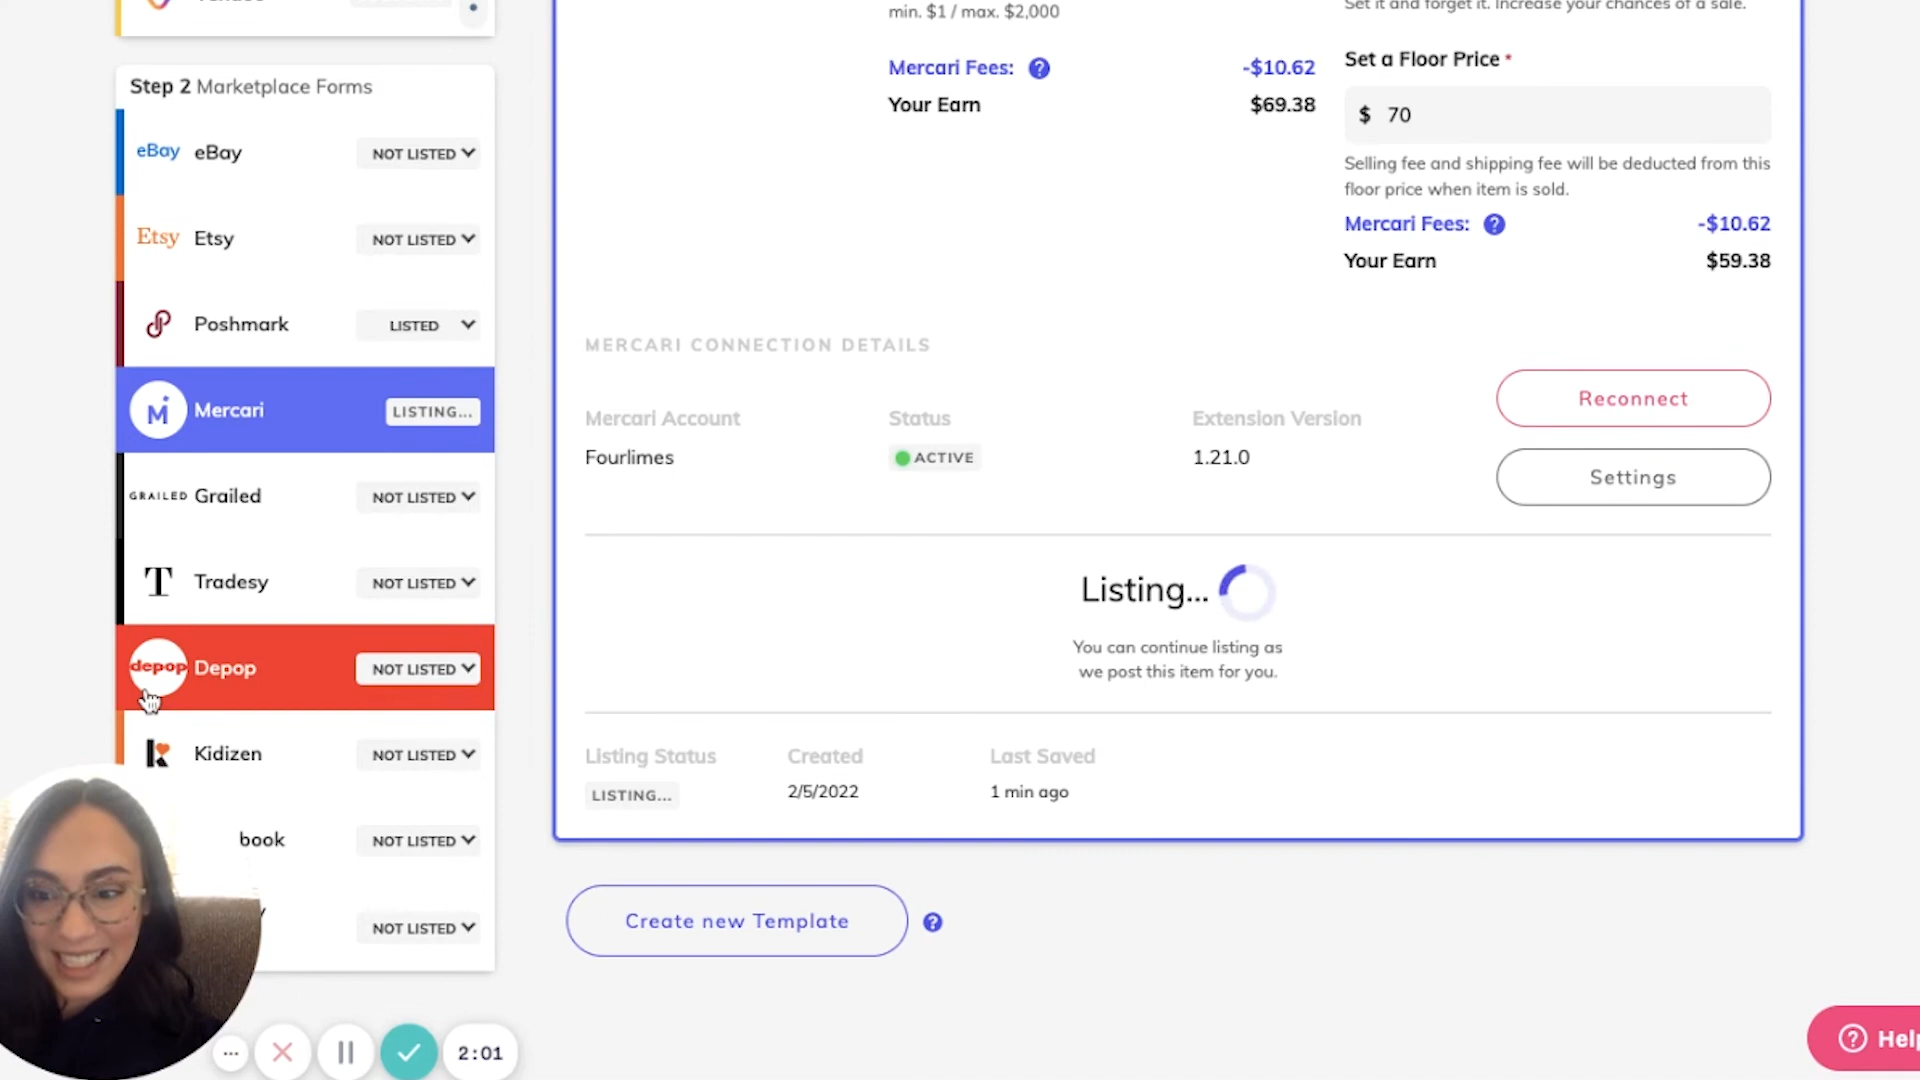 min. $1 / max. $2,000
Mercari Fees: ? -$10.62
Your Earn $69.38
Set it and forget it. Increase your chances of a sale.
Set a Floor Price *
$ 70
Selling fee and shipping fee will be deducted from this
floor price when item is sold.
Mercari Fees: ? -$10.62
Your Earn $59.38
Step 2 Marketplace Forms
eBay eBay NOT LISTED
Etsy Etsy NOT LISTED
Poshmark LISTED
Mercari LISTING...
GRAILED Grailed NOT LISTED
T Tradesy NOT LISTED
depop Depop NOT LISTED
k Kidizen NOT LISTED
book NOT LISTED
NOT LISTED
MERCARI CONNECTION DETAILS
Mercari Account Status Extension Version
Fourlimes ACTIVE 1.21.0
Reconnect
Settings
Listing...
You can continue listing as
we post this item for you.
Listing Status Created Last Saved
LISTING... 2/5/2022 1 min ago
Create new Template ?
... 2:01
? Help